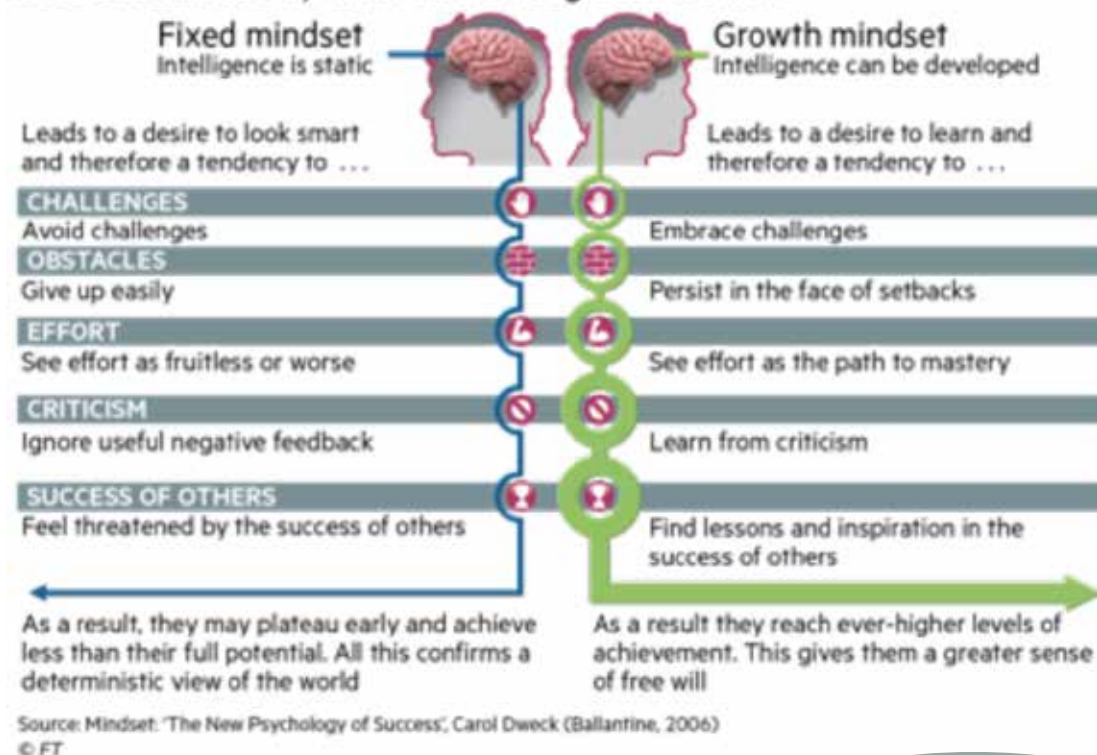 Fixed mindset
Intelligence is static
Growth mindset
Intelligence can be developed
Leads to a desire to look smart
and therefore a tendency to ...
Leads to a desire to learn and
therefore a tendency to ...
CHALLENGES
Avoid challenges
Embrace challenges
OBSTACLES
Give up easily
Persist in the face of setbacks
EFFORT
See effort as fruitless or worse
See effort as the path to mastery
CRITICISM
Ignore useful negative feedback
Learn from criticism
SUCCESS OF OTHERS
Feel threatened by the success of others
Find lessons and inspiration in the
success of others
As a result, they may plateau early and achieve
less than their full potential. All this confirms a
deterministic view of the world
As a result they reach ever-higher levels of
achievement. This gives them a greater sense
of free will
Source: Mindset: 'The New Psychology of Success', Carol Dweck (Ballantine, 2006)
© FT